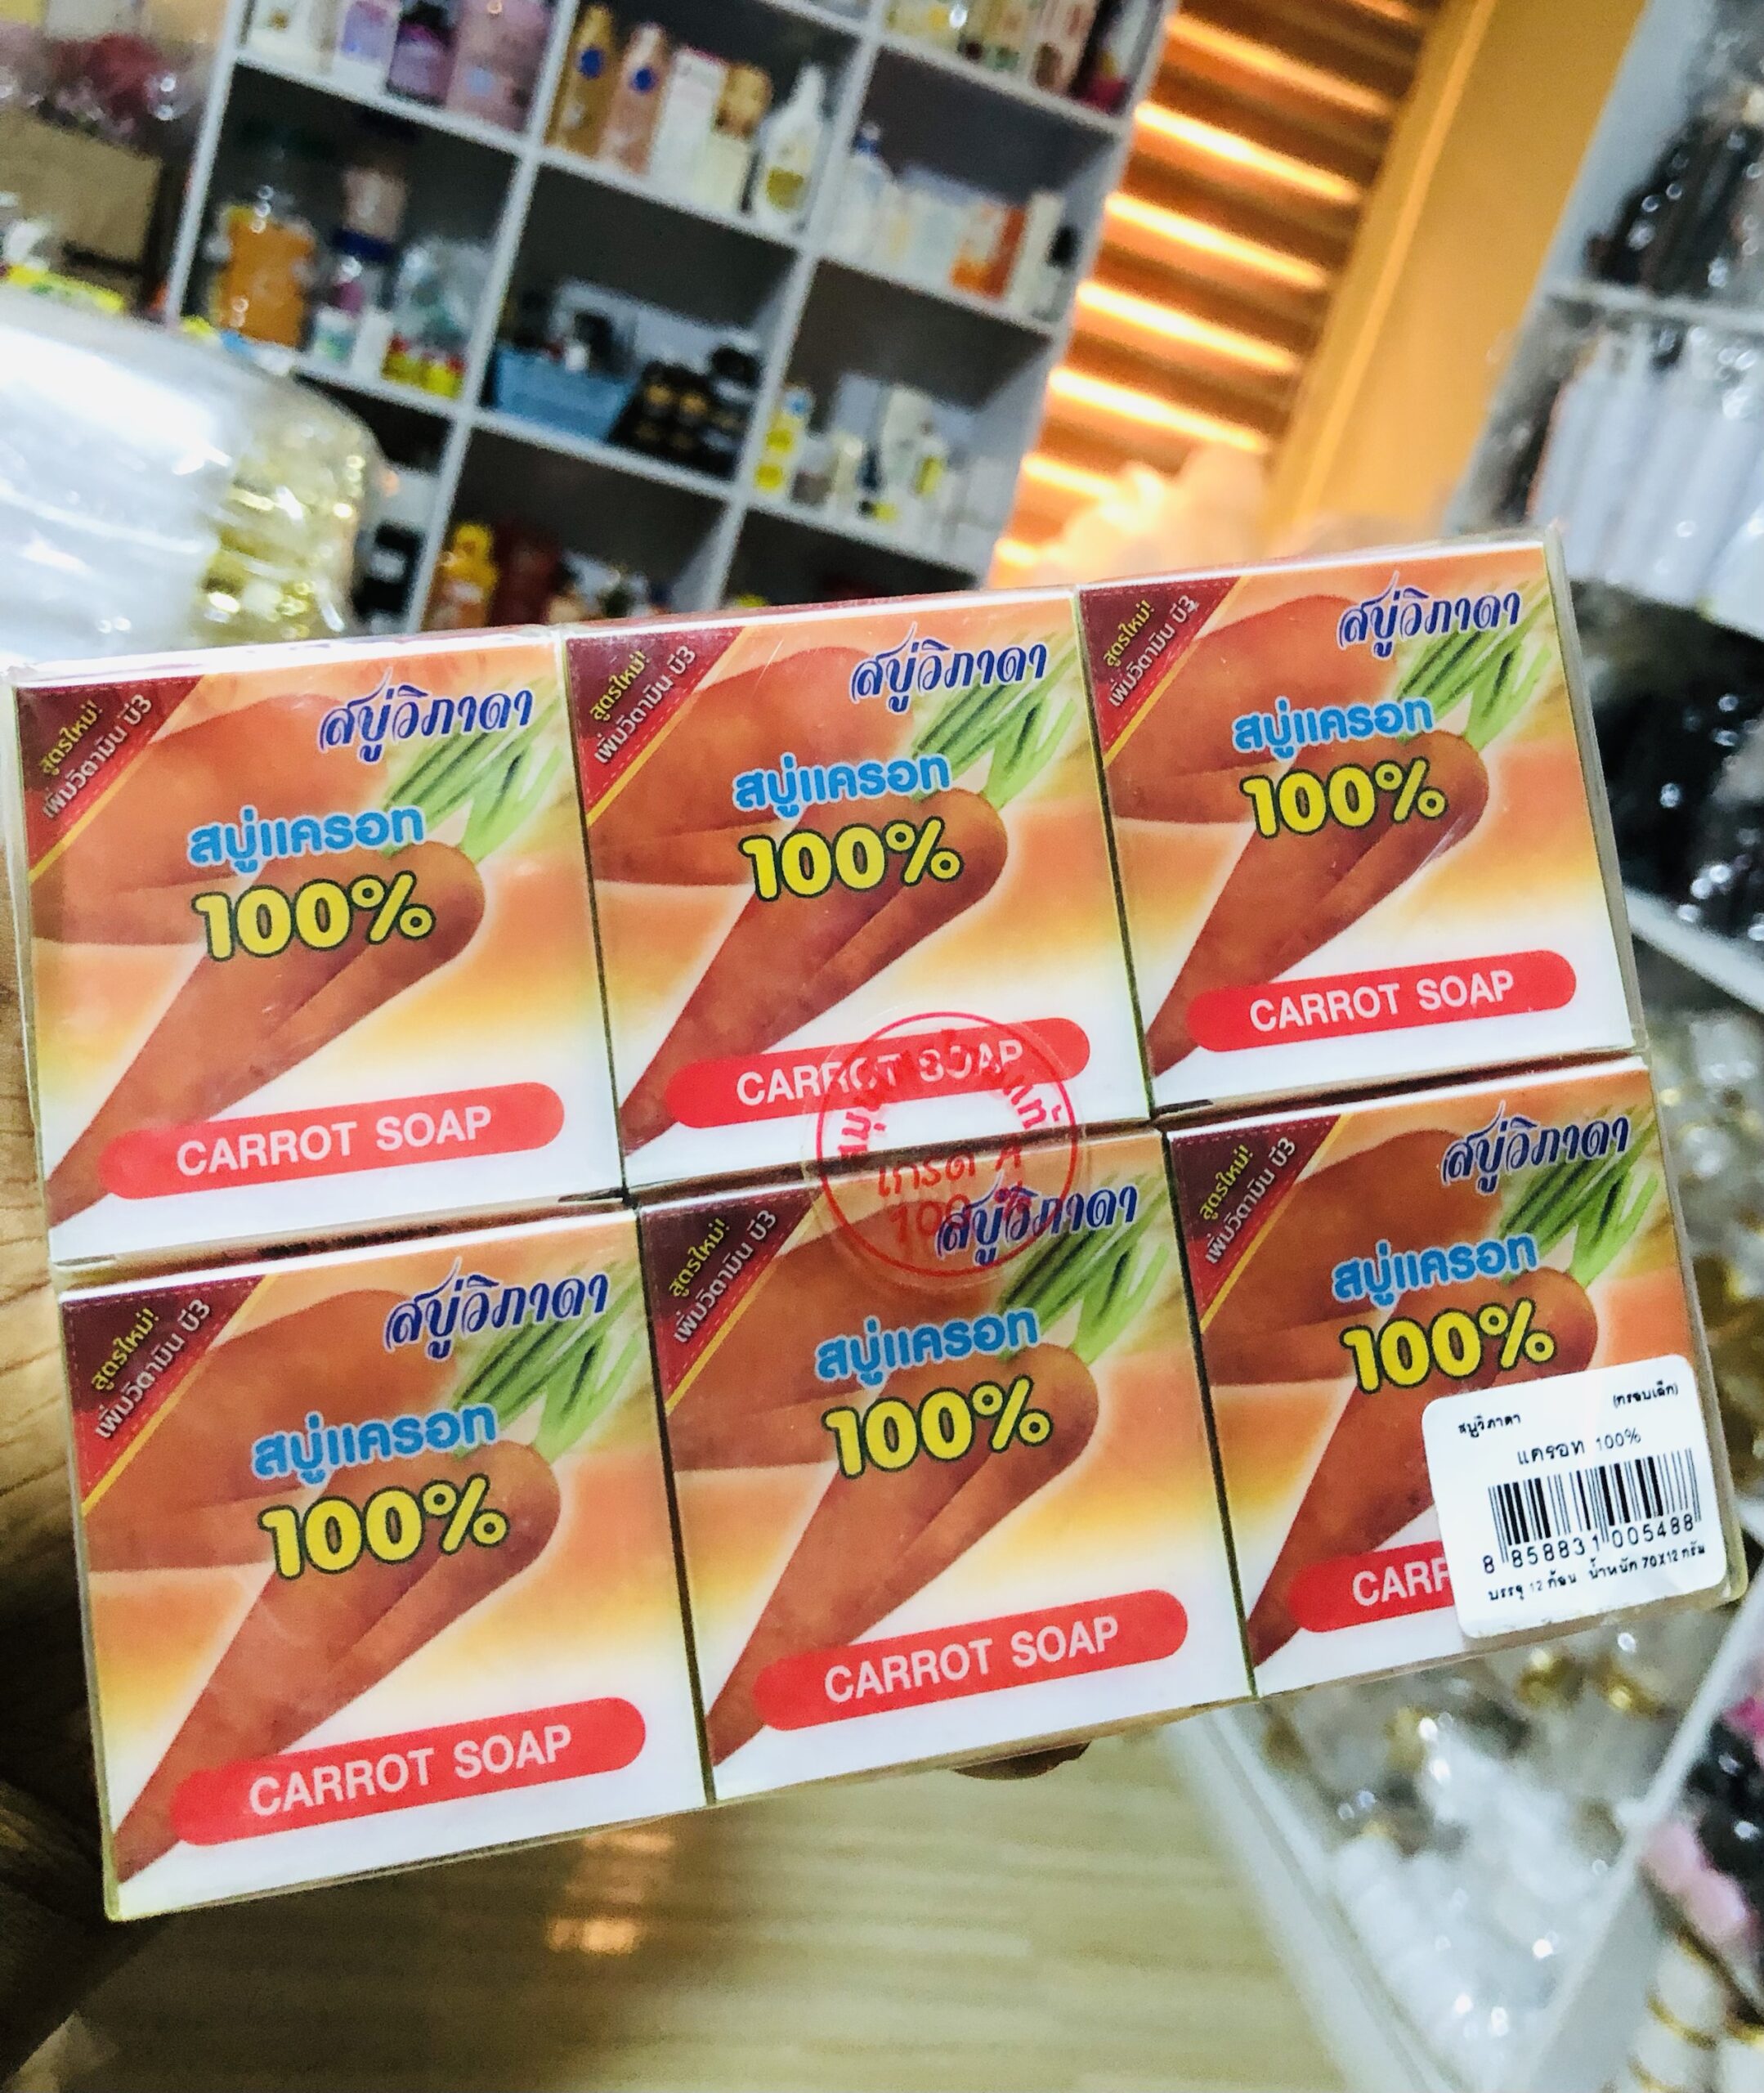 สูตรใหม่!
เพิ่มวิตามิน บี3
สบู่วิภาดา
สบู่แครอท
100%
CARROT SOAP
สูตรใหม่!
เพิ่มวิตามิน บี3
สบู่วิภาดา
สบู่แครอท
100%
CARROT SOAP
สูตรใหม่!
เพิ่มวิตามิน บี3
สบู่วิภาดา
สบู่แครอท
100%
CARROT SOAP
เกรด A
100
สูตรใหม่!
เพิ่มวิตามิน บี3
สบู่วิภาดา
สบู่แครอท
100%
CARROT SOAP
สูตรใหม่!
เพิ่มวิตามิน บี3
สบู่วิภาดา
สบู่แครอท
100%
CARROT SOAP
สูตรใหม่!
เพิ่มวิตามิน บี3
สบู่วิภาดา
สบู่แครอท
100%
CARR
สบู่วิภาดา (กรอบเล็ก)
แครอท 100%
8 858831 005488
บรรจุ 12 ก้อน น้ำหนัก 70X12 กรัม